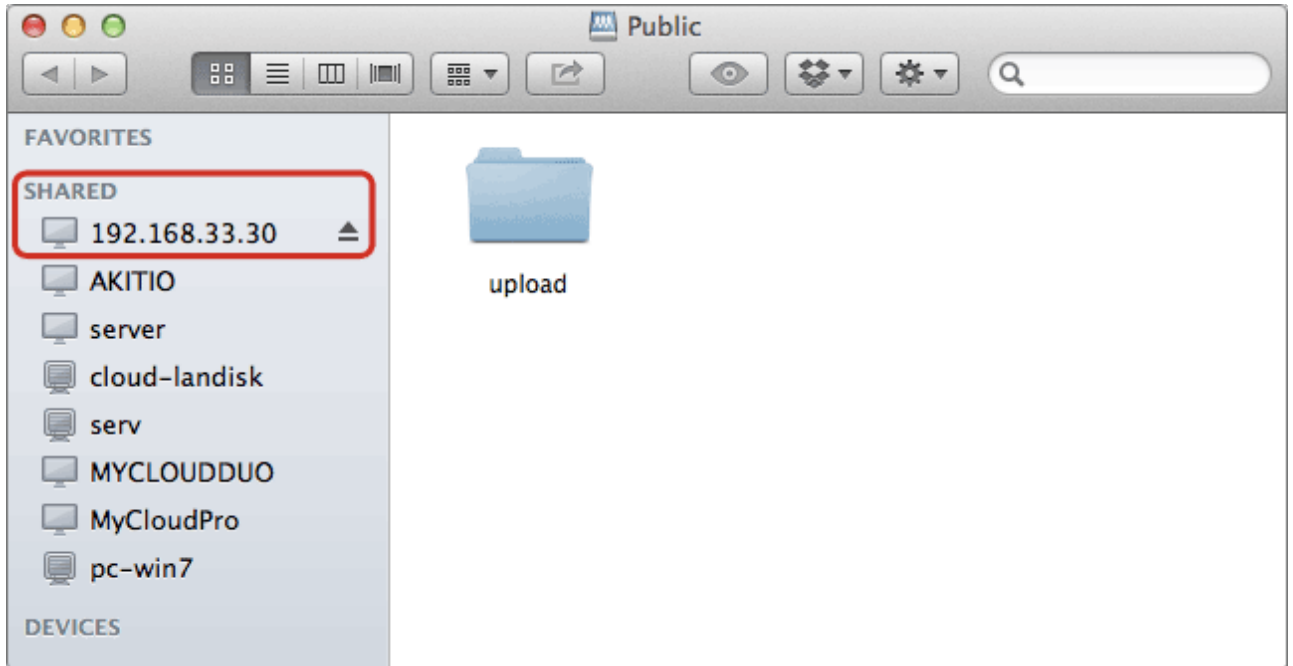 Public
FAVORITES
SHARED
192.168.33.30
AKITIO
server
cloud-landisk
serv
MYCLOUDDUO
MyCloudPro
pc-win7
DEVICES
upload